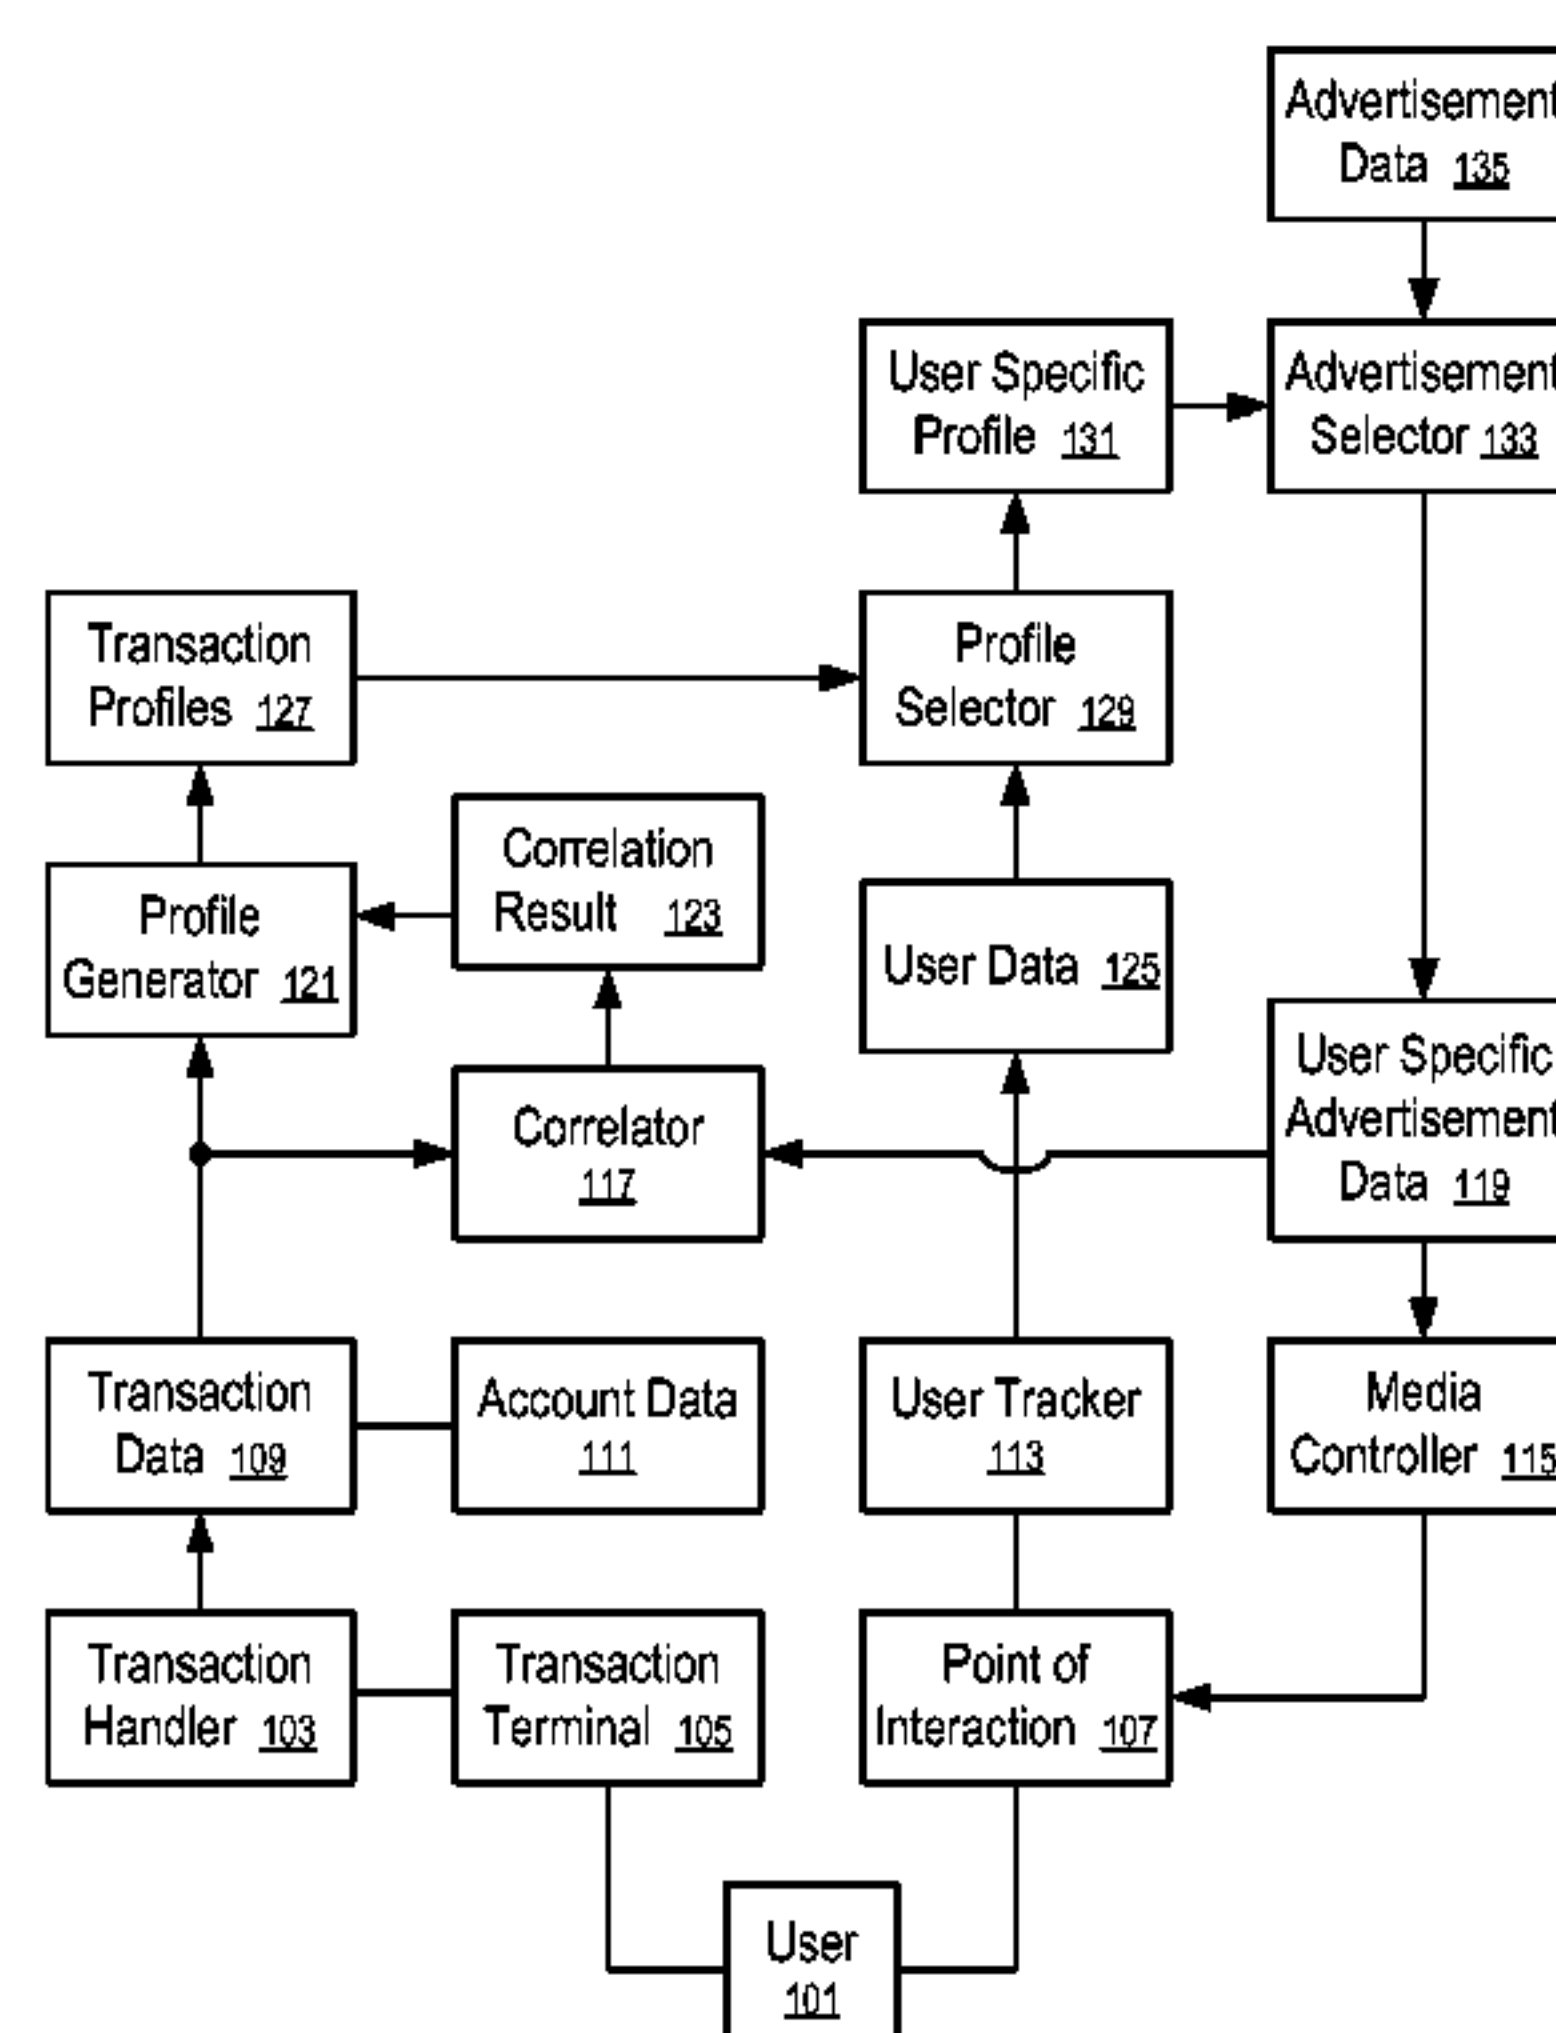 Advertisement
Data 135
User Specific
Profile 131
Advertisement
Selector 133
Transaction
Profiles 127
Profile
Selector 129
Correlation
Result 123
Profile
Generator 121
User Data 125
User Specific
Advertisement
Data 119
Correlator
117
Transaction
Data 109
Account Data
111
User Tracker
113
Media
Controller 115
Transaction
Handler 103
Transaction
Terminal 105
Point of
Interaction 107
User
101